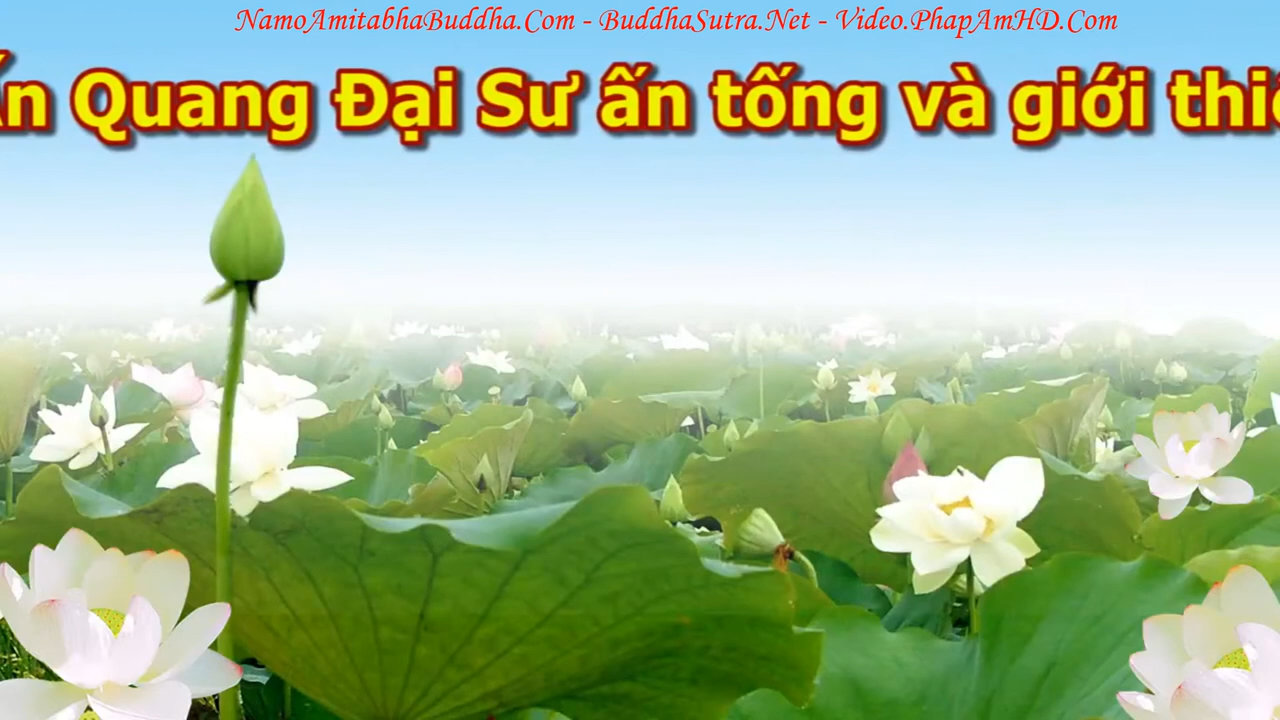 NamoAmitabhaBuddha.Com - BuddhaSutra.Net - Video.PhapAmHD.Com
Quang Đại Sư ấn tống và giới